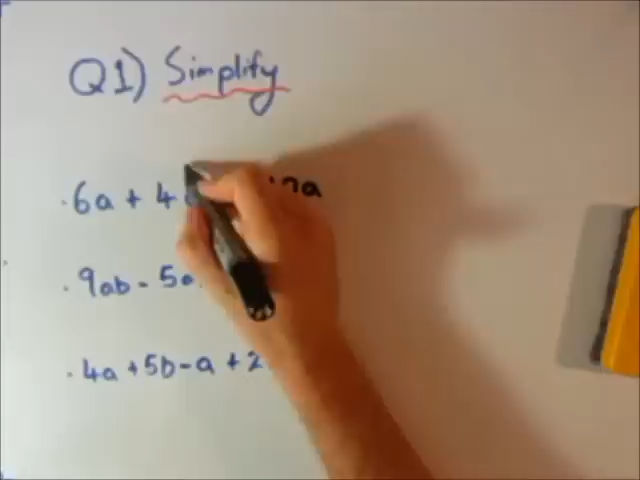 Q1) Simplify
· 6a + 4
· 9ab - 5a
· 4a + 5b - a + 2